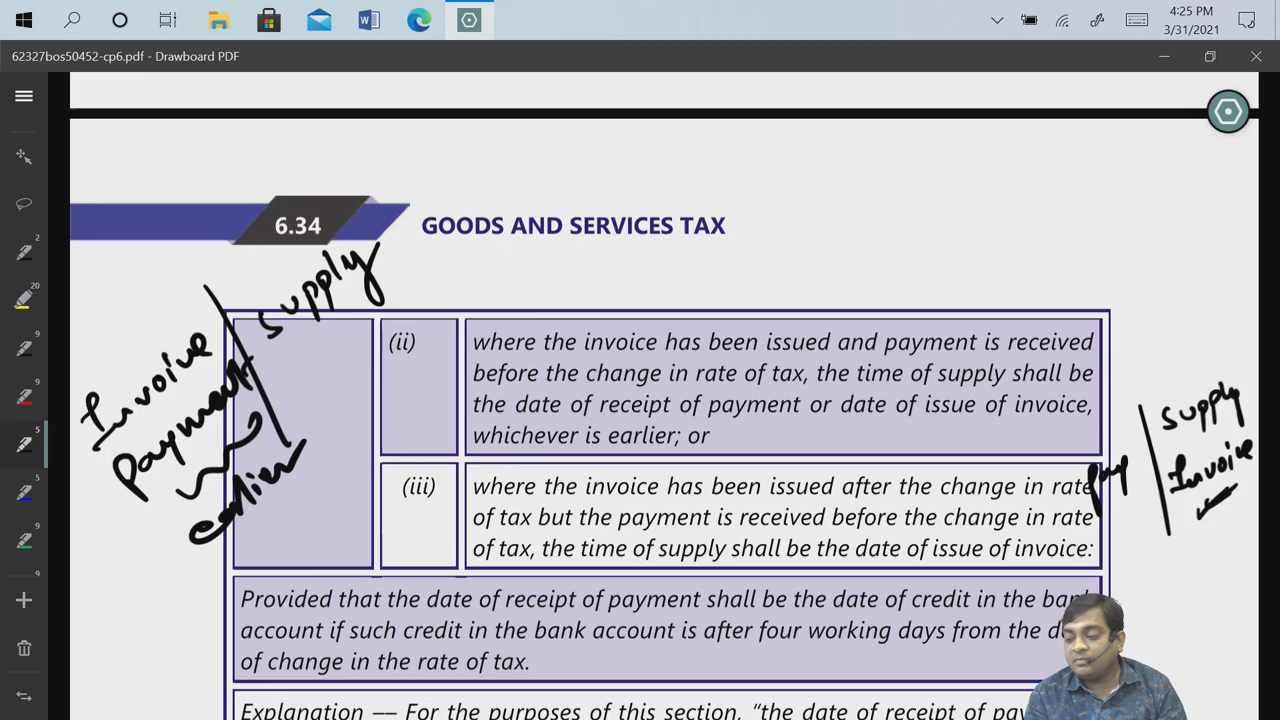 4:25 PM
3/31/2021
62327bos50452-cp6.pdf - Drawboard PDF
6.34 GOODS AND SERVICES TAX
supply
Invoice
payment
earlier
(ii) where the invoice has been issued and payment is received
before the change in rate of tax, the time of supply shall be
the date of receipt of payment or date of issue of invoice,
whichever is earlier; or
pay
supply
Invoice
(iii) where the invoice has been issued after the change in rate
of tax but the payment is received before the change in rate
of tax, the time of supply shall be the date of issue of invoice:
Provided that the date of receipt of payment shall be the date of credit in the bank
account if such credit in the bank account is after four working days from the
of change in the rate of tax.
Explanation –– For the purposes of this section, "the date of receipt of
2
20
9
9
5
5
9
9